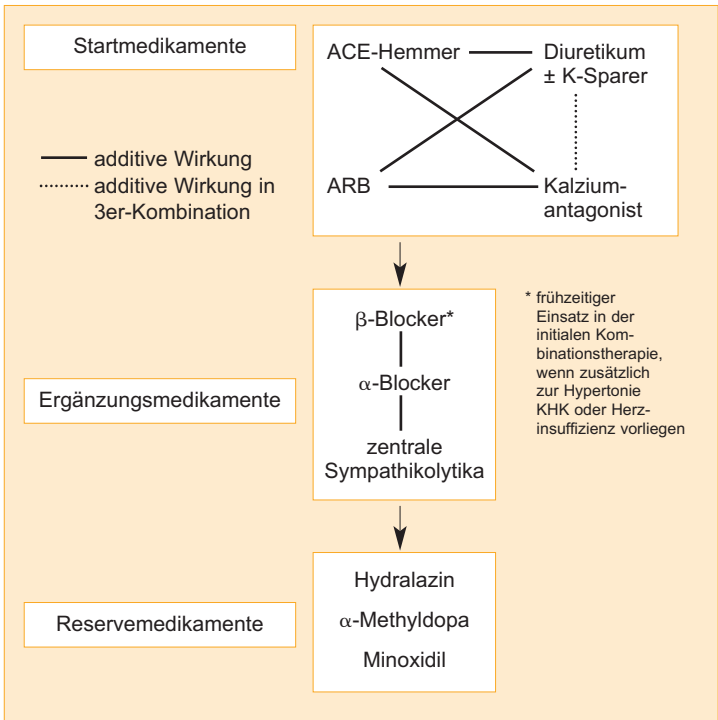 Startmedikamente
ACE-Hemmer
Diuretikum
± K-Sparer
additive Wirkung
additive Wirkung in
3er-Kombination
ARB
Kalzium-
antagonist
β-Blocker*
α-Blocker
zentrale
Sympathikolytika
* frühzeitiger
Einsatz in der
initialen Kom-
binationstherapie,
wenn zusätzlich
zur Hypertonie
KHK oder Herz-
insuffizienz vorliegen
Ergänzungsmedikamente
Hydralazin
α-Methyldopa
Minoxidil
Reservemedikamente